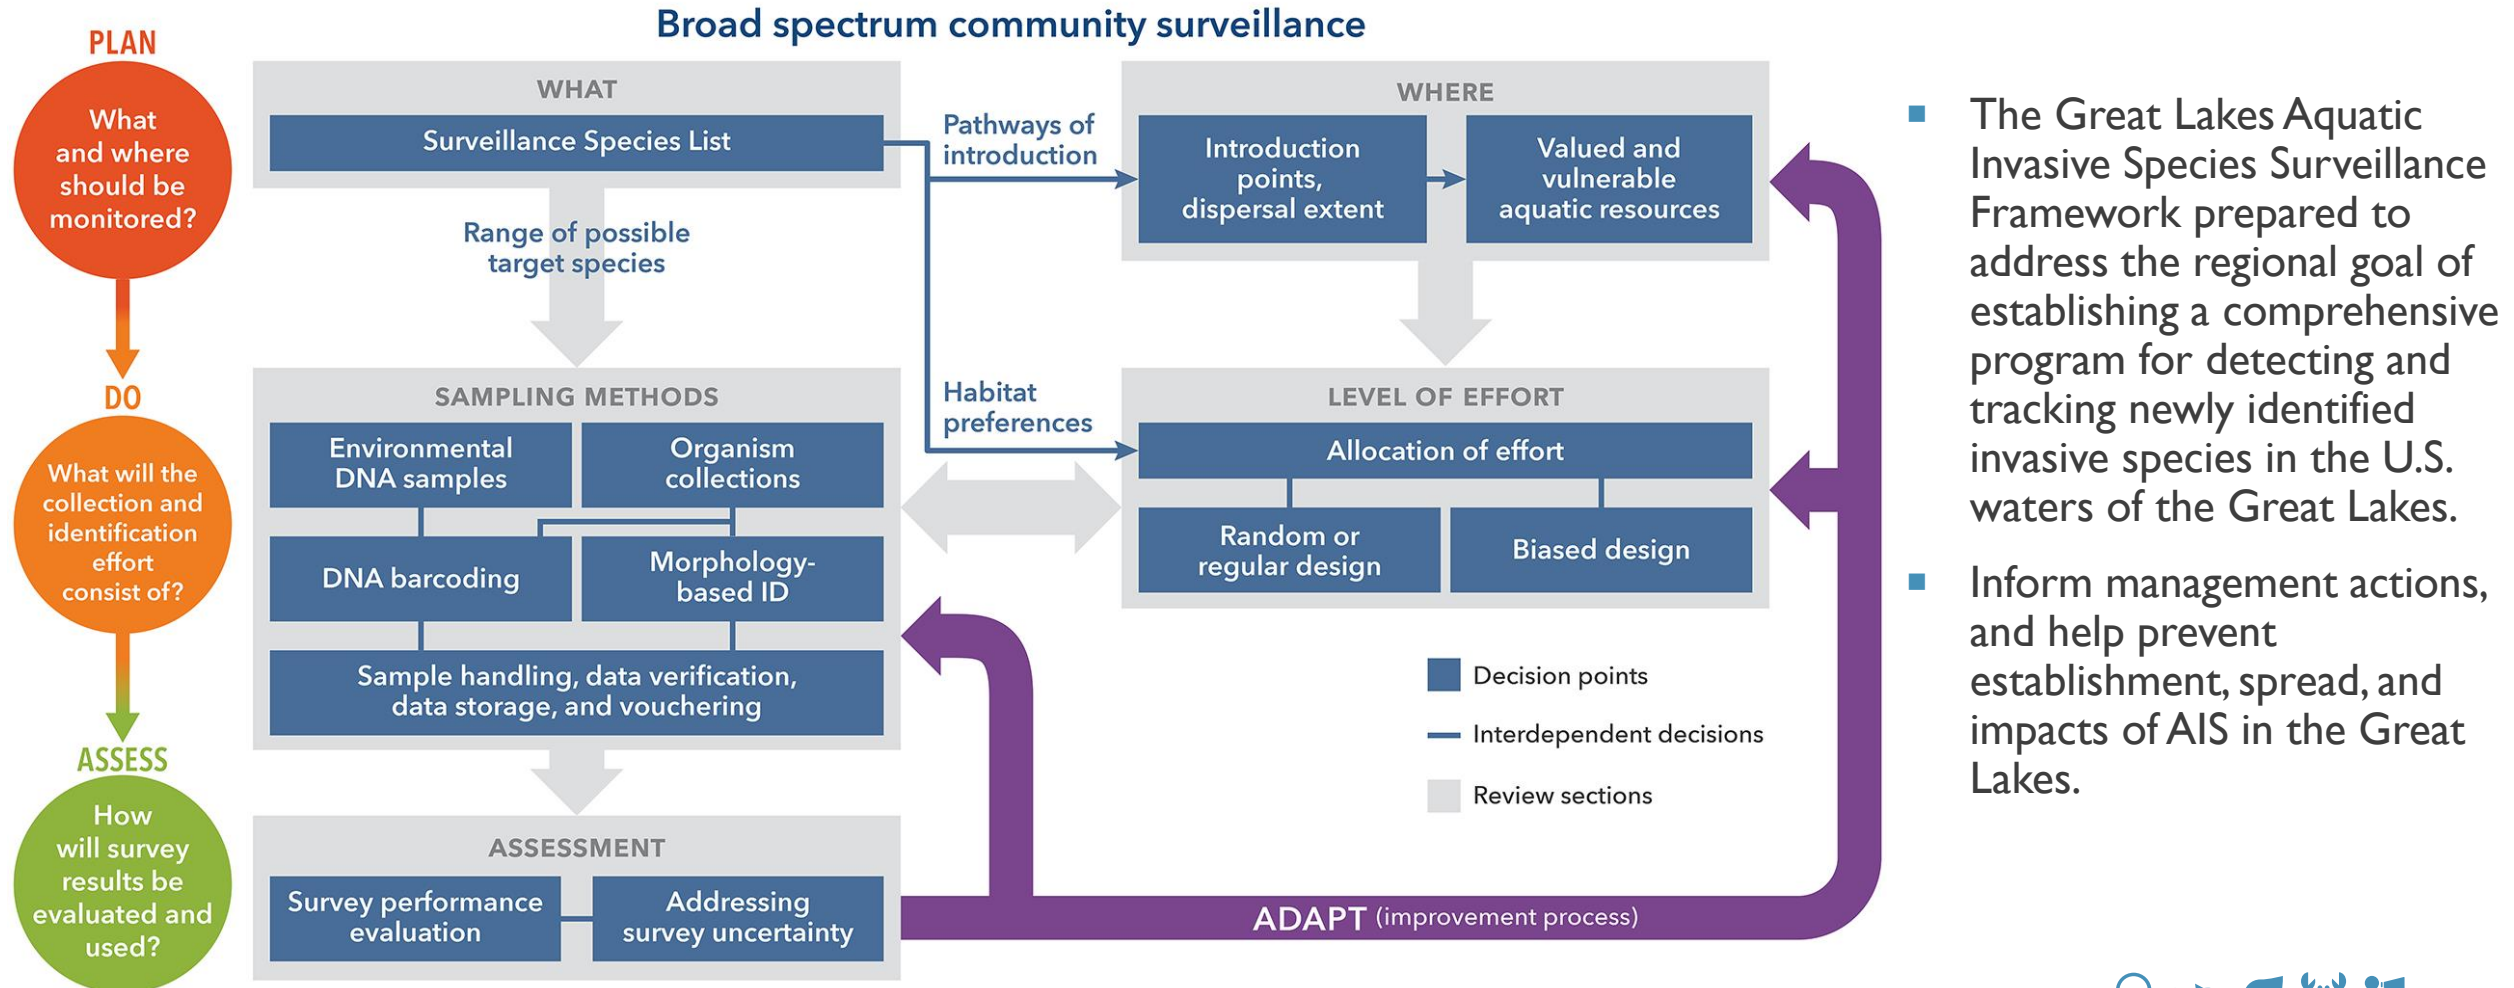 Broad spectrum community surveillance
PLAN
What
and where
should be
monitored?
WHAT
Surveillance Species List
Range of possible
target species
Pathways of
introduction
WHERE
Introduction
points,
dispersal extent
Valued and
vulnerable
aquatic resources
DO
What will the
collection and
identification
effort
consist of?
SAMPLING METHODS
Environmental
DNA samples
Organism
collections
DNA barcoding
Morphology-
based ID
Sample handling, data verification,
data storage, and vouchering
Habitat
preferences
LEVEL OF EFFORT
Allocation of effort
Random or
regular design
Biased design
Decision points
Interdependent decisions
Review sections
ASSESS
How
will survey
results be
evaluated and
used?
ASSESSMENT
Survey performance
evaluation
Addressing
survey uncertainty
ADAPT (improvement process)
The Great Lakes Aquatic
Invasive Species Surveillance
Framework prepared to
address the regional goal of
establishing a comprehensive
program for detecting and
tracking newly identified
invasive species in the U.S.
waters of the Great Lakes.
Inform management actions,
and help prevent
establishment, spread, and
impacts of AIS in the Great
Lakes.